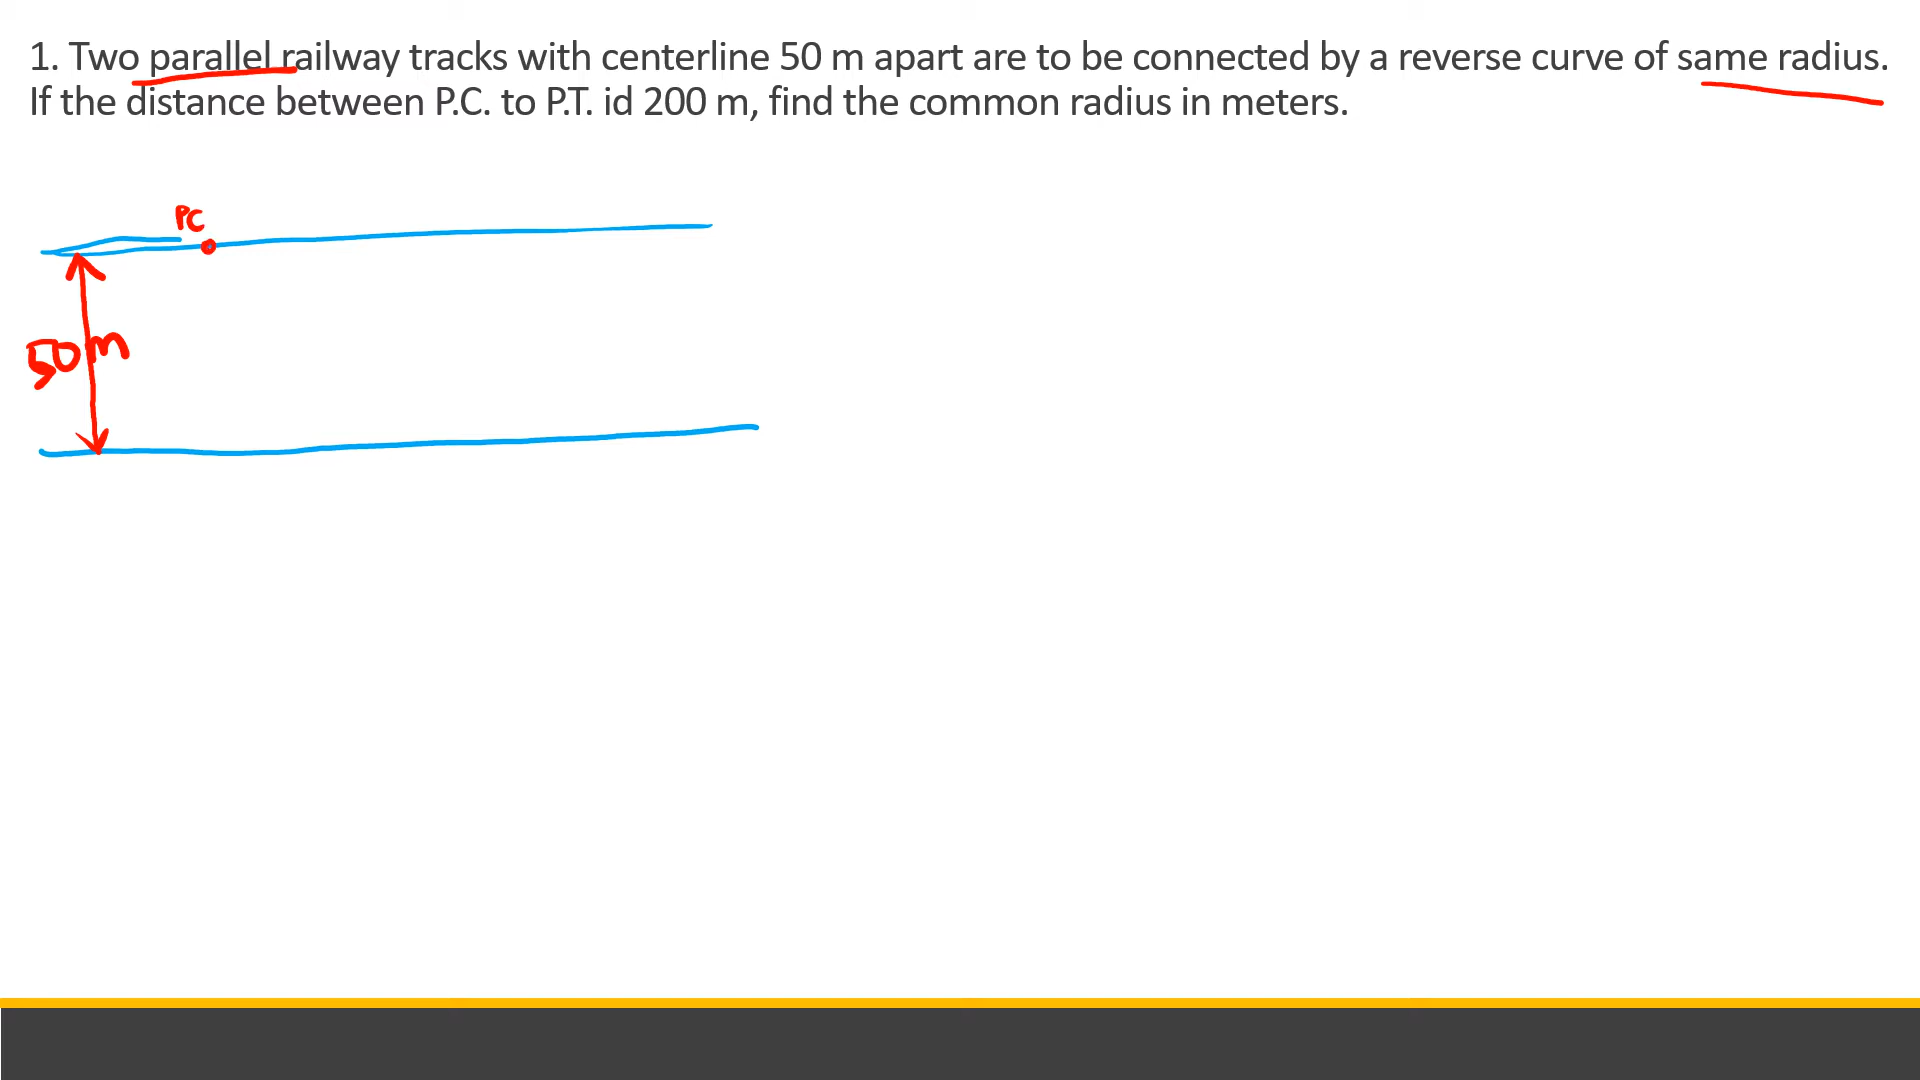 1. Two parallel railway tracks with centerline 50 m apart are to be connected by a reverse curve of same radius.
If the distance between P.C. to P.T. id 200 m, find the common radius in meters.
PC
50 m